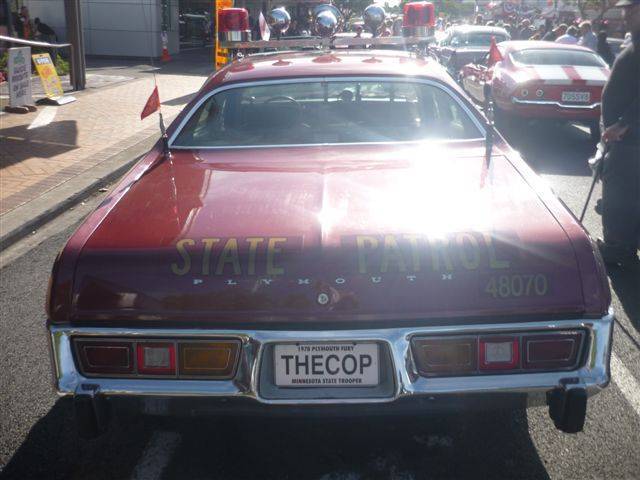 STATE PATROL
PLYMOUTH
48070
1978 PLYMOUTH FURY
THECOP
MINNESOTA STATE TROOPER